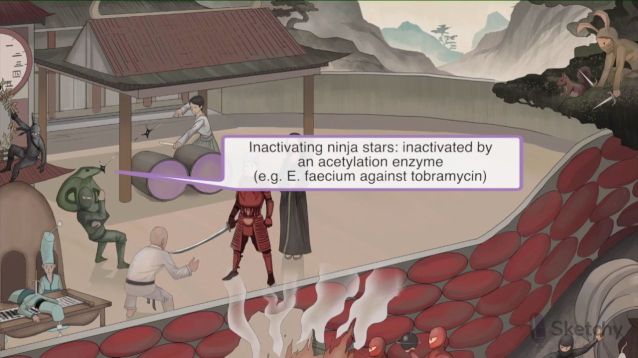 Inactivating ninja stars: inactivated by
an acetylation enzyme
(e.g. E. faecium against tobramycin)
Sketchy